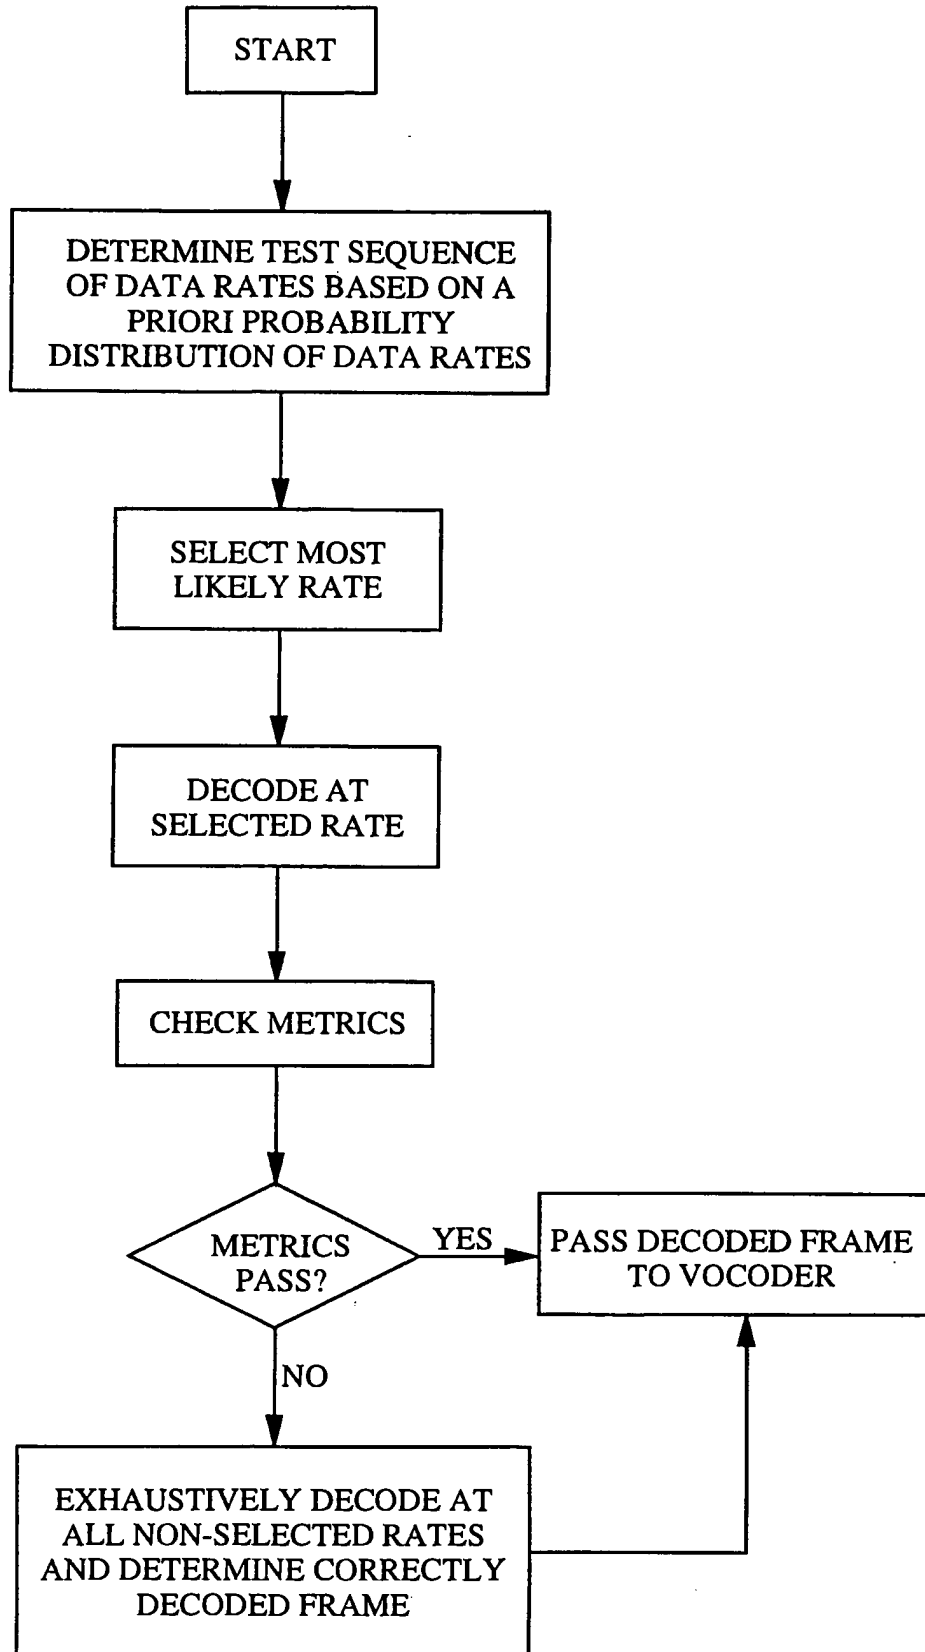 START
DETERMINE TEST SEQUENCE
OF DATA RATES BASED ON A
PRIORI PROBABILITY
DISTRIBUTION OF DATA RATES
SELECT MOST
LIKELY RATE
DECODE AT
SELECTED RATE
CHECK METRICS
METRICS
PASS?
YES
PASS DECODED FRAME
TO VOCODER
NO
EXHAUSTIVELY DECODE AT
ALL NON-SELECTED RATES
AND DETERMINE CORRECTLY
DECODED FRAME